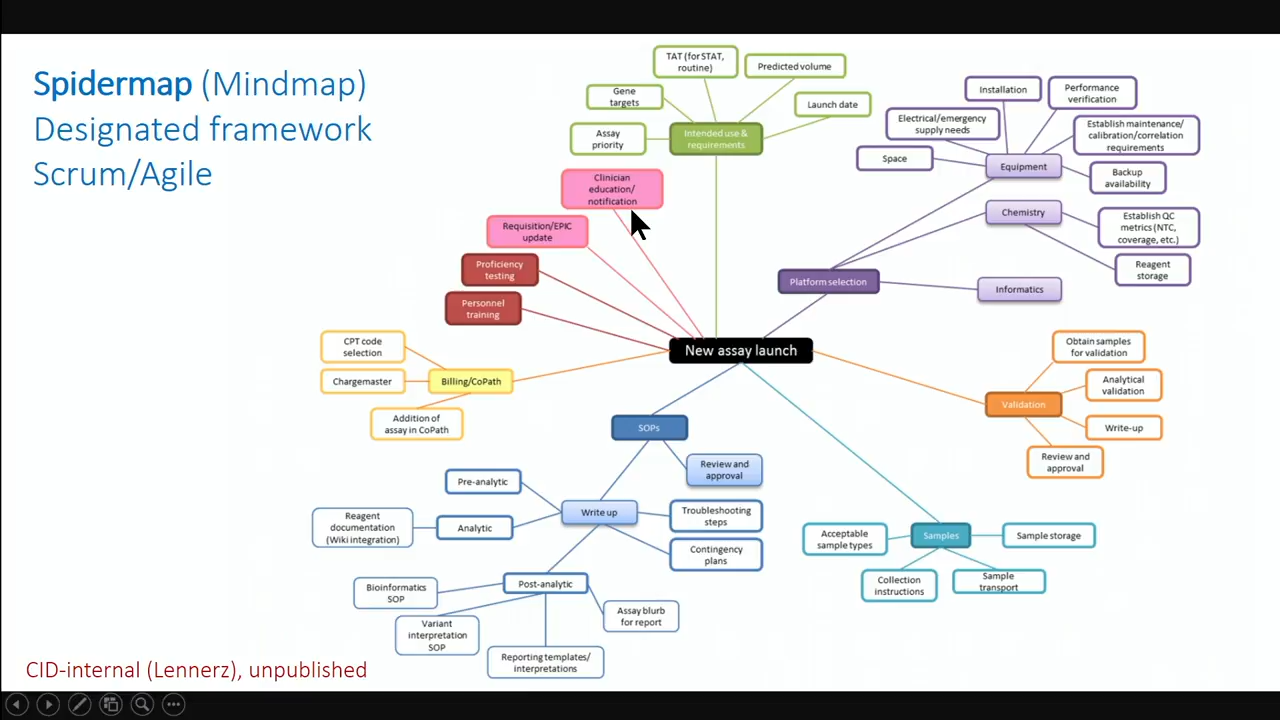 Spidermap (Mindmap)
Designated framework
Scrum/Agile
TAT (for STAT,
routine)
Predicted volume
Gene
targets
Launch date
Assay
priority
Intended use &
requirements
Clinician
education/
notification
Requisition/EPIC
update
Proficiency
testing
Personnel
training
Installation
Performance
verification
Electrical/emergency
supply needs
Establish maintenance/
calibration/correlation
requirements
Space
Equipment
Backup
availability
Chemistry
Establish QC
metrics (NTC,
coverage, etc.)
Reagent
storage
Platform selection
Informatics
New assay launch
CPT code
selection
Chargemaster
Billing/CoPath
Addition of
assay in CoPath
Obtain samples
for validation
Analytical
validation
Validation
Write-up
Review and
approval
SOPs
Review and
approval
Pre-analytic
Write up
Troubleshooting
steps
Reagent
documentation
(Wiki integration)
Analytic
Contingency
plans
Post-analytic
Bioinformatics
SOP
Variant
interpretation
SOP
Assay blurb
for report
Reporting templates/
interpretations
Acceptable
sample types
Samples
Sample storage
Collection
instructions
Sample
transport
CID-internal (Lennerz), unpublished